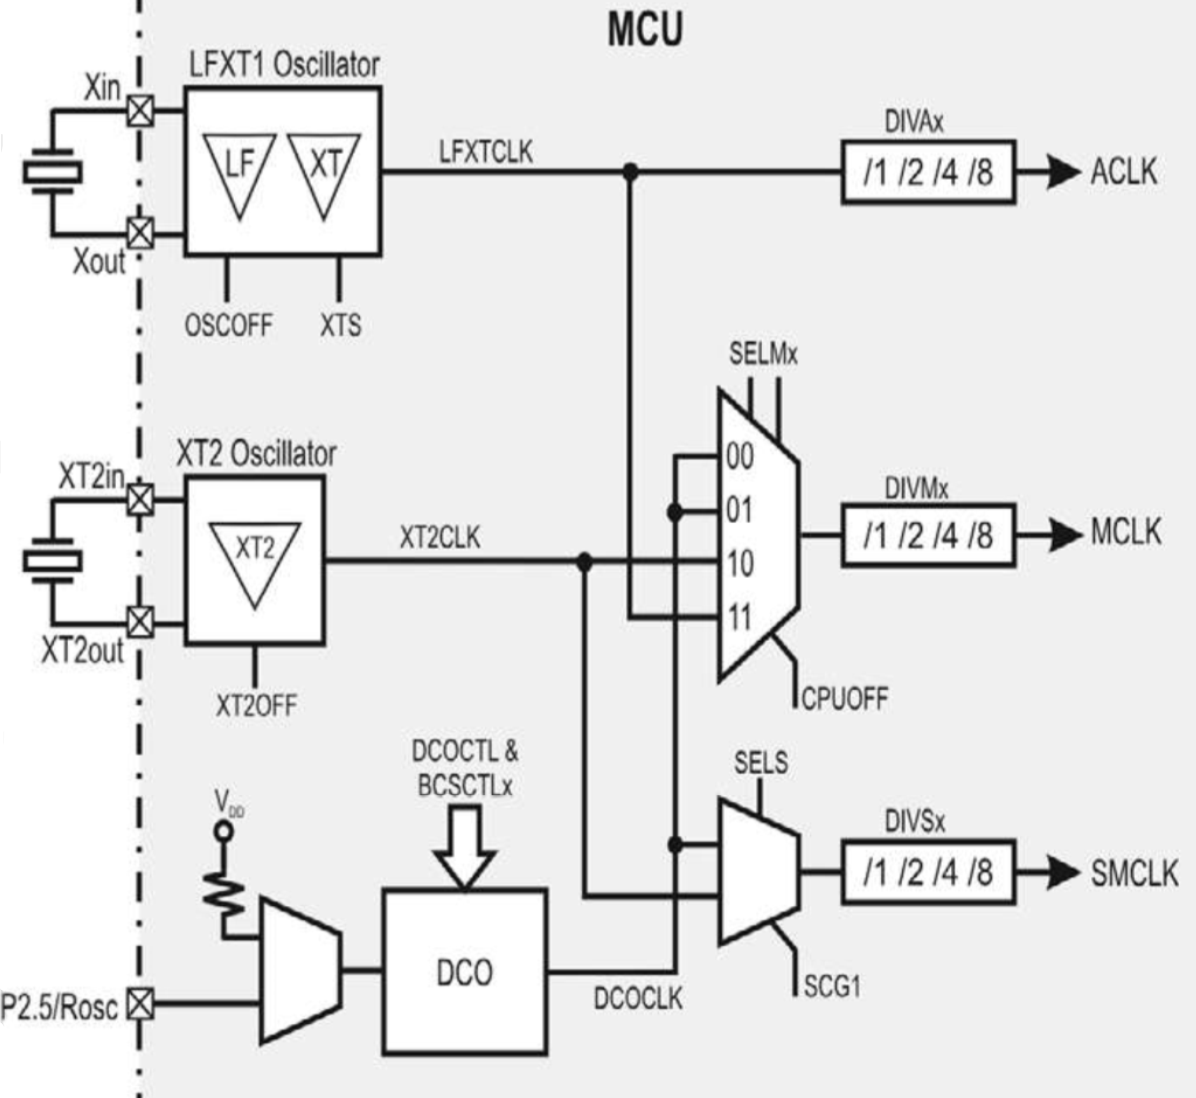 MCU
LFXT1 Oscillator
Xin
LF XT
LFXTCLK
DIVAx
/1 /2 /4 /8
ACLK
Xout
OSCOFF XTS
SELMx
XT2 Oscillator
XT2in
XT2
XT2CLK
00
01
10
11
DIVMx
/1 /2 /4 /8
MCLK
XT2out
XT2OFF
CPUOFF
DCOCTL &
BCSCTLx
SELS
VDD
DIVSx
/1 /2 /4 /8
SMCLK
DCO
DCOCLK
SCG1
P2.5/Rosc